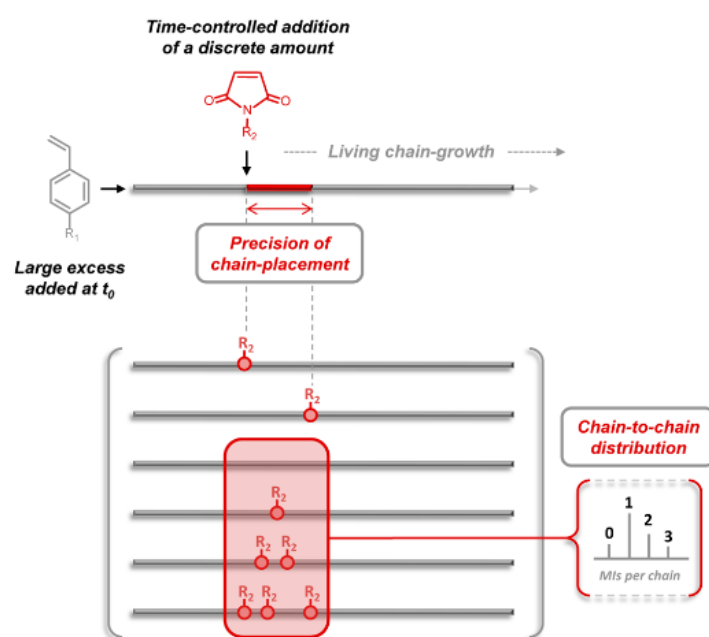 Time-controlled addition
of a discrete amount
O
N
O
R2
Living chain-growth
R1
Precision of
chain-placement
Large excess
added at t0
R2
R2
Chain-to-chain
distribution
R2
0
1
2
3
R2 R2
MIs per chain
R2 R2 R2